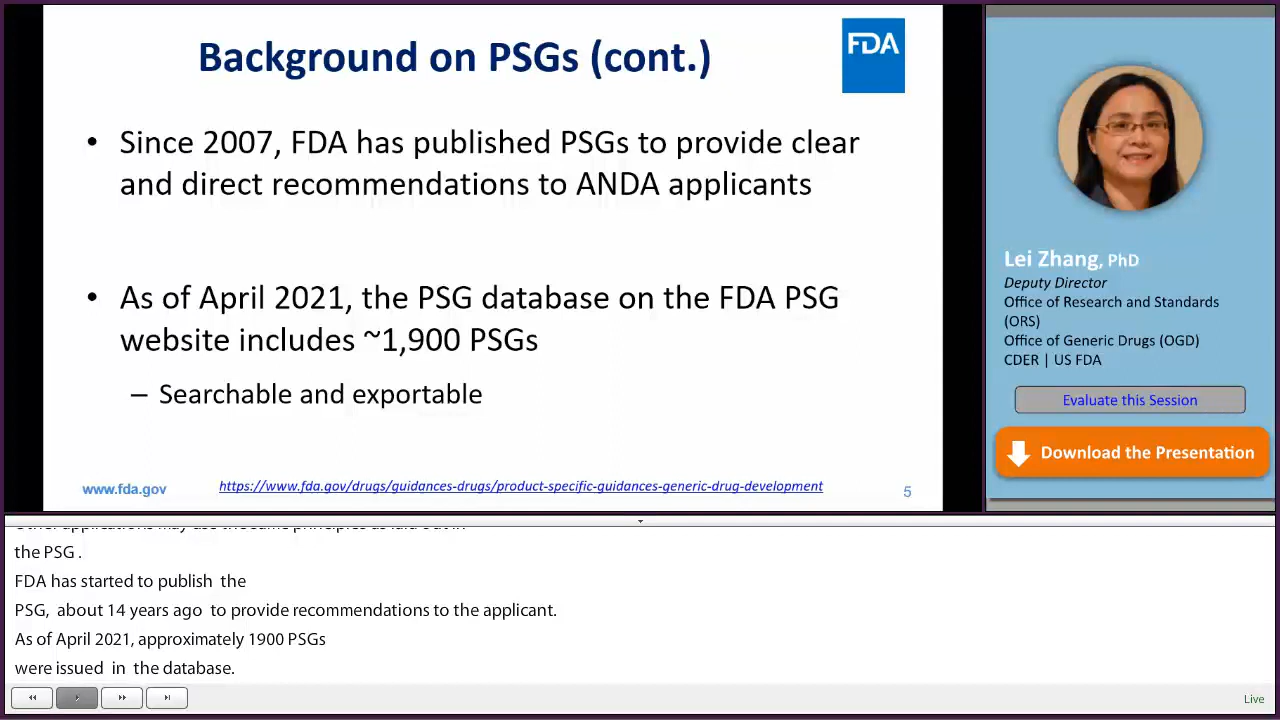 Background on PSGs (cont.)
FDA
• Since 2007, FDA has published PSGs to provide clear
and direct recommendations to ANDA applicants
• As of April 2021, the PSG database on the FDA PSG
website includes ~1,900 PSGs
– Searchable and exportable
www.fda.gov
https://www.fda.gov/drugs/guidances-drugs/product-specific-guidances-generic-drug-development
5
Lei Zhang, PhD
Deputy Director
Office of Research and Standards
(ORS)
Office of Generic Drugs (OGD)
CDER | US FDA
Evaluate this Session
Download the Presentation
Other applications may use the same principles as laid out in
the PSG .
FDA has started to publish the
PSG, about 14 years ago to provide recommendations to the applicant.
As of April 2021, approximately 1900 PSGs
were issued in the database.
Live